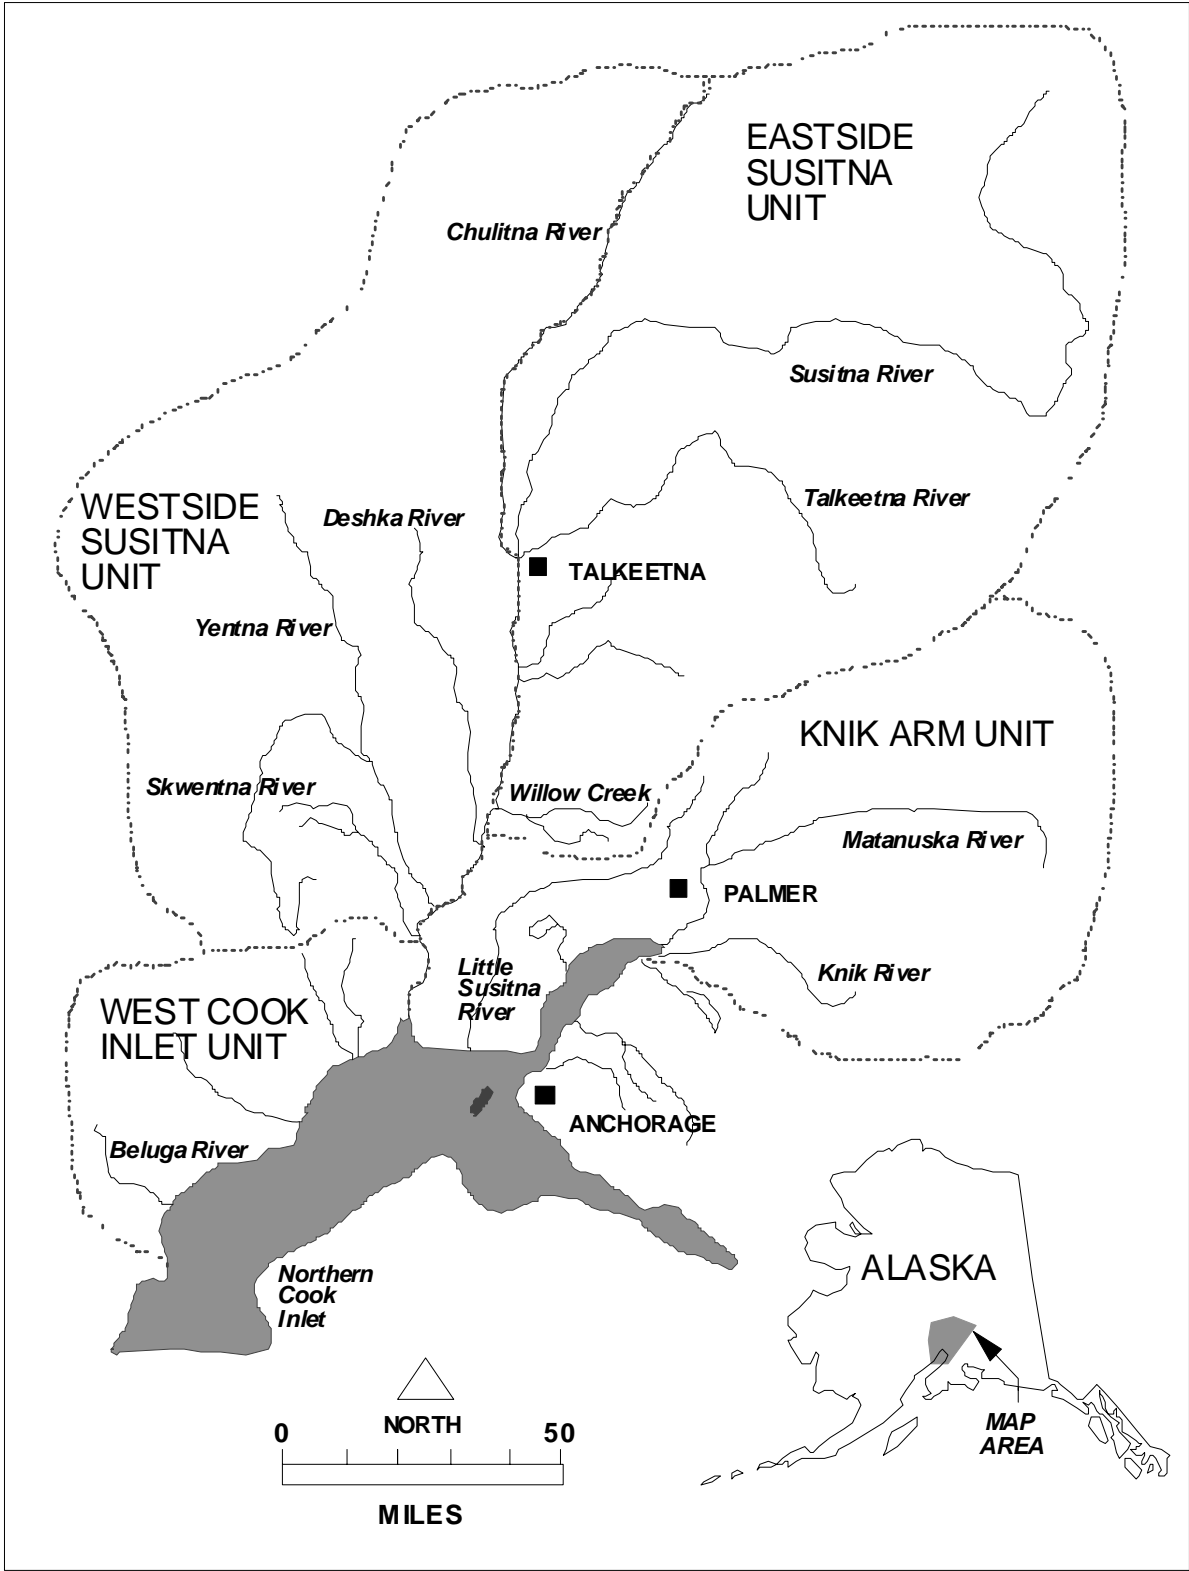 EASTSIDE
SUSITNA
UNIT
Chulitna River
Susitna River
WESTSIDE
SUSITNA
UNIT
Deshka River
Talkeetna River
TALKEETNA
Yentna River
KNIK ARM UNIT
Skwentna River
Willow Creek
Matanuska River
PALMER
Little
Susitna
River
Knik River
WEST COOK
INLET UNIT
ANCHORAGE
Beluga River
Northern
Cook
Inlet
ALASKA
MAP
AREA
NORTH
0 50
MILES